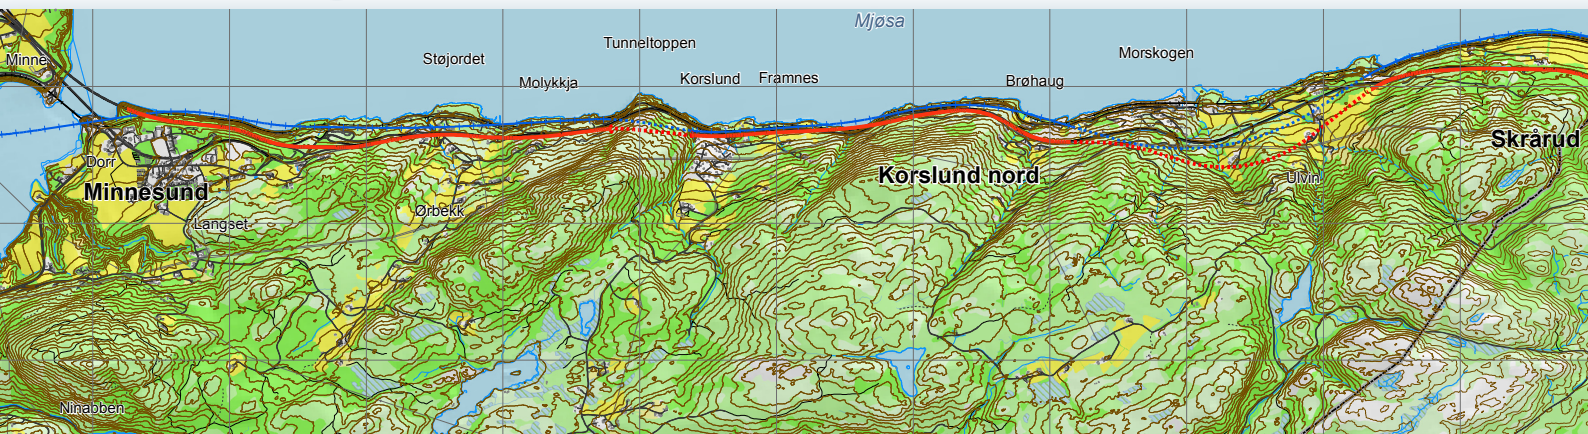 Mjøsa
Tunneltoppen
Morskogen
Minne
Støjordet
Molykkja
Korslund
Framnes
Brøhaug
Skrårud
Dorr
Korslund nord
Ulvin
Minnesund
Ørbekk
Langset
Ninabben